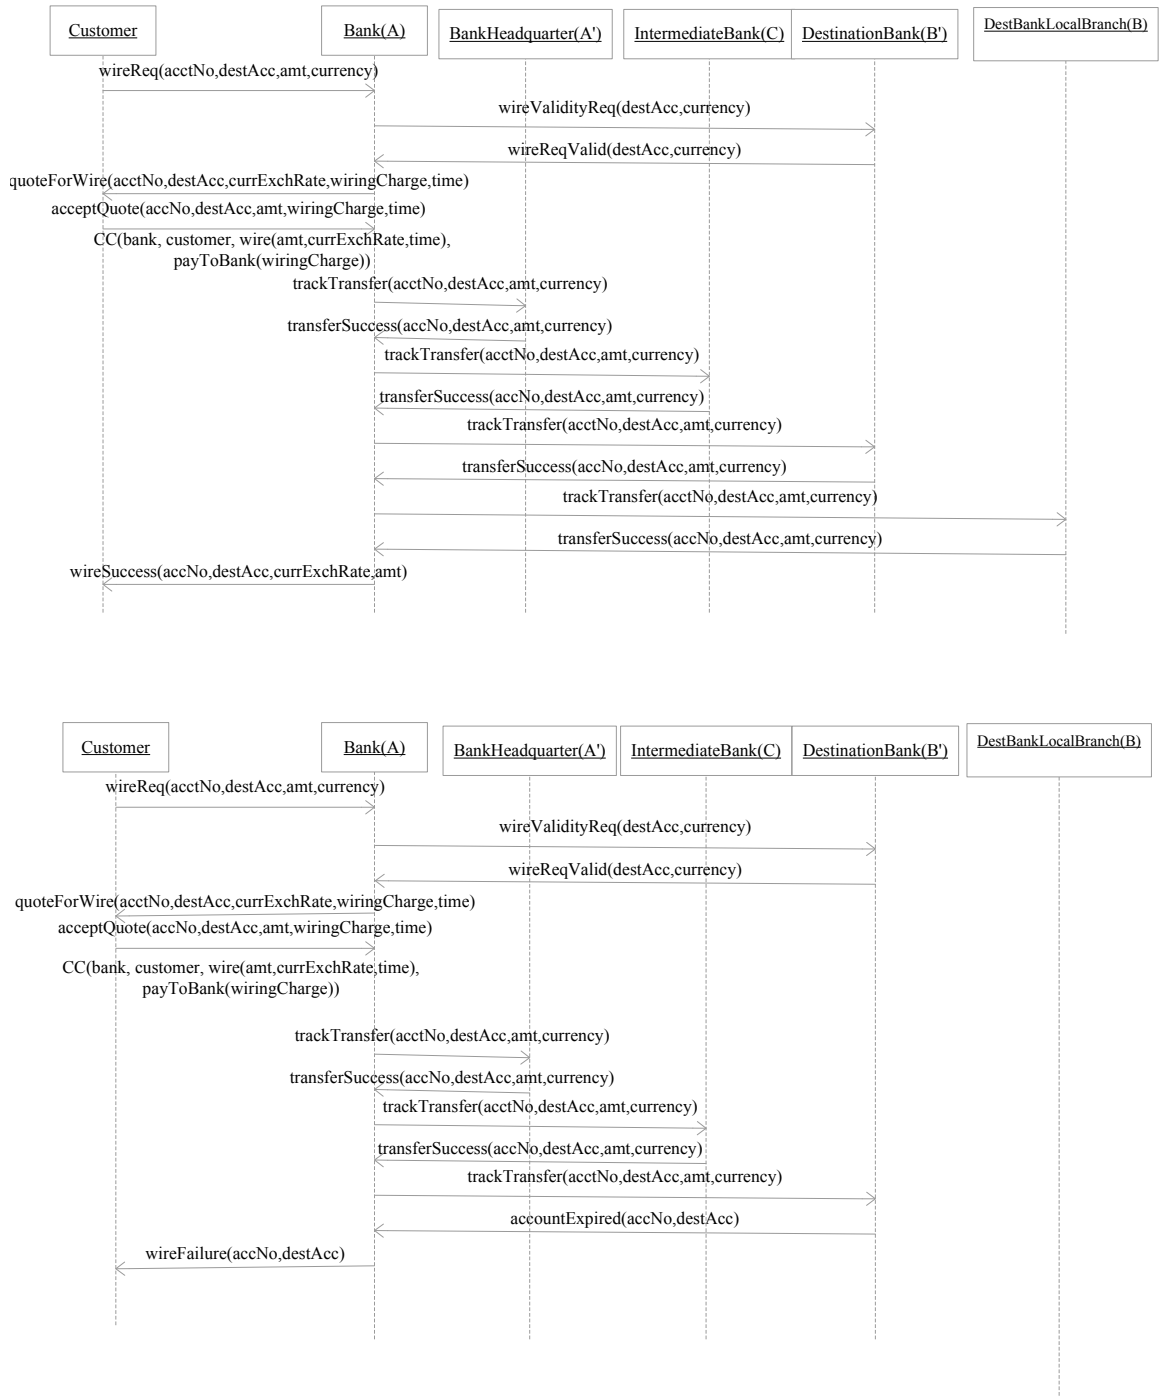 Customer
Bank(A)
BankHeadquarter(A')
IntermediateBank(C)
DestinationBank(B')
DestBankLocalBranch(B)
wireReq(acctNo,destAcc,amt,currency)
wireValidityReq(destAcc,currency)
wireReqValid(destAcc,currency)
quoteForWire(acctNo,destAcc,currExchRate,wiringCharge,time)
acceptQuote(accNo,destAcc,amt,wiringCharge,time)
CC(bank, customer, wire(amt,currExchRate,time),
payToBank(wiringCharge))
trackTransfer(acctNo,destAcc,amt,currency)
transferSuccess(accNo,destAcc,amt,currency)
trackTransfer(acctNo,destAcc,amt,currency)
transferSuccess(accNo,destAcc,amt,currency)
trackTransfer(acctNo,destAcc,amt,currency)
transferSuccess(accNo,destAcc,amt,currency)
trackTransfer(acctNo,destAcc,amt,currency)
transferSuccess(accNo,destAcc,amt,currency)
wireSuccess(accNo,destAcc,currExchRate,amt)
Customer
Bank(A)
BankHeadquarter(A')
IntermediateBank(C)
DestinationBank(B')
DestBankLocalBranch(B)
wireReq(acctNo,destAcc,amt,currency)
wireValidityReq(destAcc,currency)
wireReqValid(destAcc,currency)
quoteForWire(acctNo,destAcc,currExchRate,wiringCharge,time)
acceptQuote(accNo,destAcc,amt,wiringCharge,time)
CC(bank, customer, wire(amt,currExchRate,time),
payToBank(wiringCharge))
trackTransfer(acctNo,destAcc,amt,currency)
transferSuccess(accNo,destAcc,amt,currency)
trackTransfer(acctNo,destAcc,amt,currency)
transferSuccess(accNo,destAcc,amt,currency)
trackTransfer(acctNo,destAcc,amt,currency)
accountExpired(accNo,destAcc)
wireFailure(accNo,destAcc)